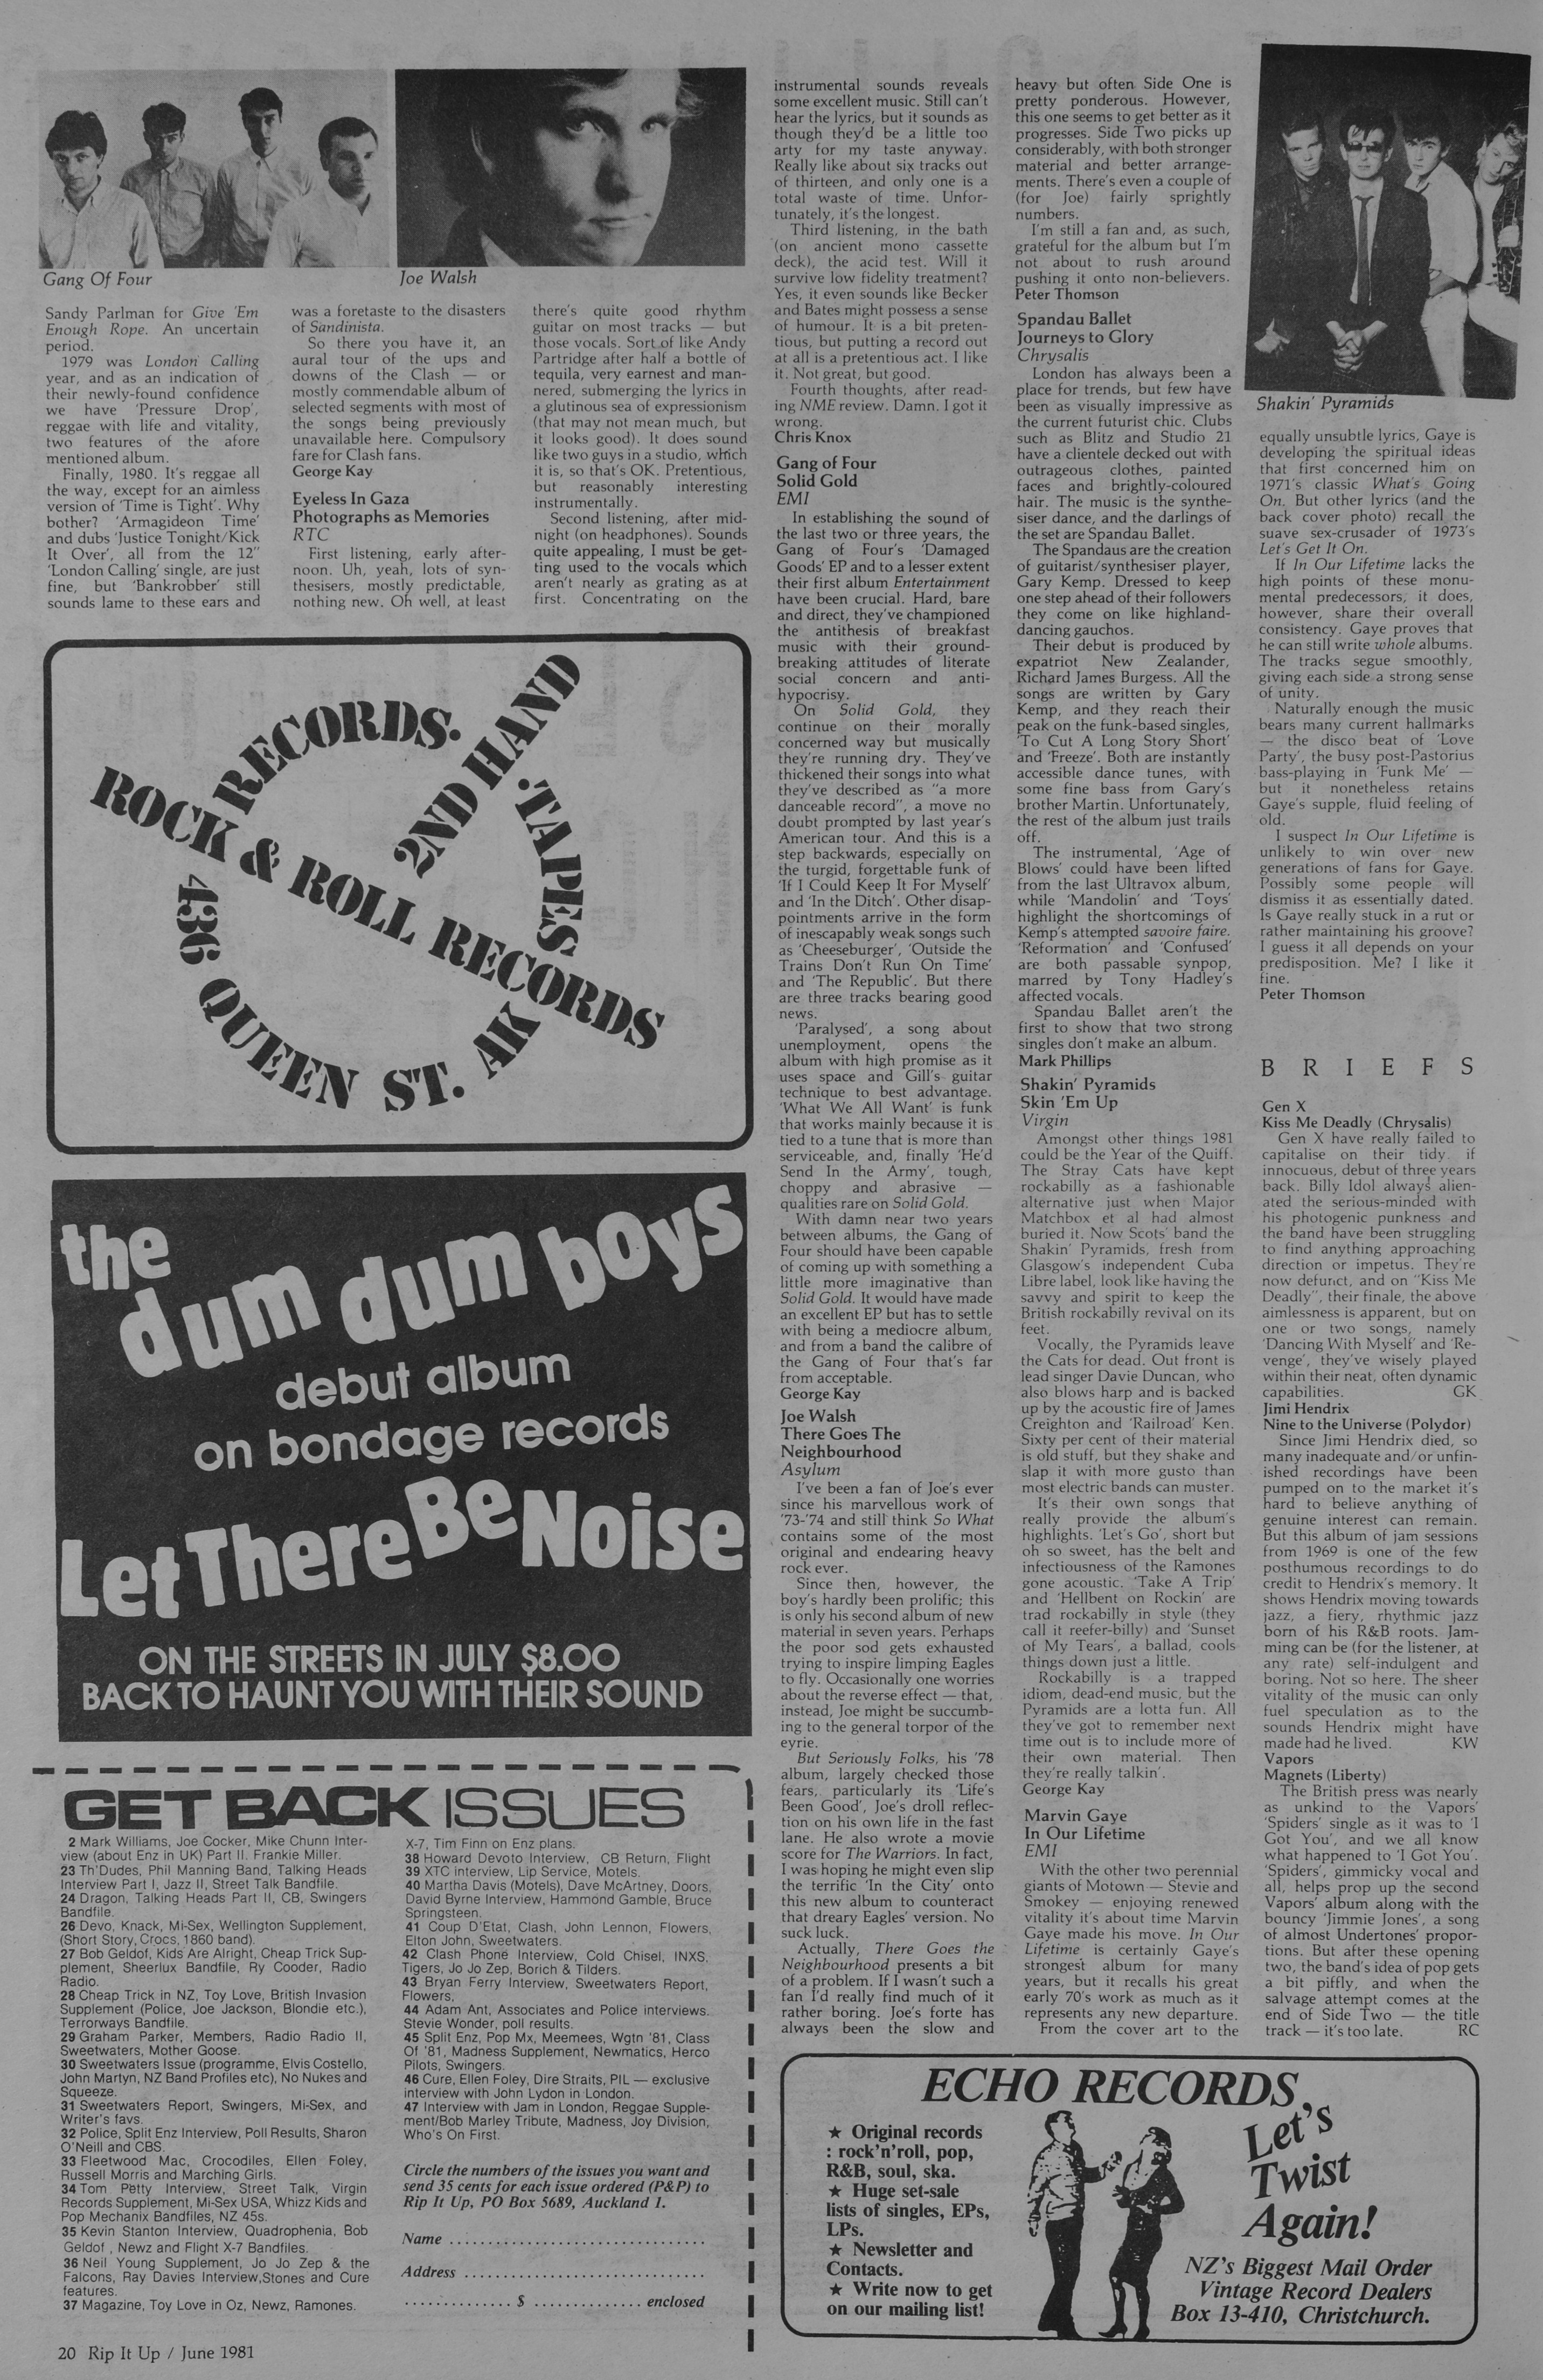 Gang Of Four
Joe Walsh
Sandy Parlman for Give 'Em
Enough Rope. An uncertain
period.
1979 was London Calling
year, and as an indication of
their newly-found confidence
we have 'Pressure Drop',
reggae with life and vitality,
two features of the afore
mentioned album.
Finally, 1980. It's reggae all
the way, except for an aimless
version of 'Time is Tight'. Why
bother? 'Armagideon Time'
and dubs 'Justice Tonight/Kick
It Over', all from the 12"
'London Calling' single, are just
fine, but 'Bankrobber' still
sounds lame to these ears and
was a foretaste to the disasters
of Sandinista.
So there you have it, an
aural tour of the ups and
downs of the Clash — or
mostly commendable album of
selected segments with most of
the songs being previously
unavailable here. Compulsory
fare for Clash fans.
George Kay
Eyeless In Gaza
Photographs as Memories
RTC
First listening, early after-
noon. Uh, yeah, lots of syn-
thesisers, mostly predictable,
nothing new. Oh well, at least
there's quite good rhythm
guitar on most tracks — but
those vocals. Sort of like Andy
Partridge after half a bottle of
tequila, very earnest and man-
nered, submerging the lyrics in
a glutinous sea of expressionism
(that may not mean much, but
it looks good). It does sound
like two guys in a studio, which
it is, so that's OK. Pretentious,
but reasonably interesting
instrumentally.
Second listening, after mid-
night (on headphones). Sounds
quite appealing, I must be get-
ting used to the vocals which
aren't nearly as grating as at
first. Concentrating on the
instrumental sounds reveals
some excellent music. Still can't
hear the lyrics, but it sounds as
though they'd be a little too
arty for my taste anyway.
Really like about six tracks out
of thirteen, and only one is a
total waste of time. Unfor-
tunately, it's the longest.
Third listening, in the bath
(on ancient mono cassette
deck), the acid test. Will it
survive low fidelity treatment?
Yes, it even sounds like Becker
and Bates might possess a sense
of humour. It is a bit preten-
tious, but putting a record out
at all is a pretentious act. I like
it. Not great, but good.
Fourth thoughts, after read-
ing NME review. Damn. I got it
wrong.
Chris Knox
Gang of Four
Solid Gold
EMI
In establishing the sound of
the last two or three years, the
Gang of Four's 'Damaged
Goods' EP and to a lesser extent
their first album Entertainment
have been crucial. Hard, bare
and direct, they've championed
the antithesis of breakfast
music with their ground-
breaking attitudes of literate
social concern and anti-
hypocrisy.
On Solid Gold, they
continue on their morally
concerned way but musically
they're running dry. They've
thickened their songs into what
they've described as "a more
danceable record", a move no
doubt prompted by last year's
American tour. And this is a
step backwards, especially on
the turgid, forgettable funk of
'If I Could Keep It For Myself'
and 'In the Ditch'. Other disap-
pointments arrive in the form
of inescapably weak songs such
as 'Cheeseburger', 'Outside the
Trains Don't Run On Time'
and 'The Republic'. But there
are three tracks bearing good
news.
'Paralysed', a song about
unemployment, opens the
album with high promise as it
uses space and Gill's guitar
technique to best advantage.
'What We All Want' is funk
that works mainly because it is
tied to a tune that is more than
serviceable, and, finally 'He'd
Send In the Army', tough,
choppy and abrasive —
qualities rare on Solid Gold.
With damn near two years
between albums, the Gang of
Four should have been capable
of coming up with something a
little more imaginative than
Solid Gold. It would have made
an excellent EP but has to settle
with being a mediocre album,
and from a band the calibre of
the Gang of Four that's far
from acceptable.
George Kay
Joe Walsh
There Goes The
Neighbourhood
Asylum
I've been a fan of Joe's ever
since his marvellous work of
'73-'74 and still think So What
contains some of the most
original and endearing heavy
rock ever.
Since then, however, the
boy's hardly been prolific; this
is only his second album of new
material in seven years. Perhaps
the poor sod gets exhausted
trying to inspire limping Eagles
to fly. Occasionally one worries
about the reverse effect — that,
instead, Joe might be succumb-
ing to the general torpor of the
eyrie.
But Seriously Folks, his '78
album, largely checked those
fears, particularly its 'Life's
Been Good', Joe's droll reflec-
tion on his own life in the fast
lane. He also wrote a movie
score for The Warriors. In fact,
I was hoping he might even slip
the terrific 'In the City' onto
this new album to counteract
that dreary Eagles' version. No
suck luck.
Actually, There Goes the
Neighbourhood presents a bit
of a problem. If I wasn't such a
fan I'd really find much of it
rather boring. Joe's forte has
always been the slow and
heavy but often Side One is
pretty ponderous. However,
this one seems to get better as it
progresses. Side Two picks up
considerably, with both stronger
material and better arrange-
ments. There's even a couple of
(for Joe) fairly sprightly
numbers.
I'm still a fan and, as such,
grateful for the album but I'm
not about to rush around
pushing it onto non-believers.
Peter Thomson
Spandau Ballet
Journeys to Glory
Chrysalis
London has always been a
place for trends, but few have
been as visually impressive as
the current futurist chic. Clubs
such as Blitz and Studio 21
have a clientele decked out with
outrageous clothes, painted
faces and brightly-coloured
hair. The music is the synthe-
siser dance, and the darlings of
the set are Spandau Ballet.
The Spandaus are the creation
of guitarist/synthesiser player,
Gary Kemp. Dressed to keep
one step ahead of their followers
they come on like highland-
dancing gauchos.
Their debut is produced by
expatriot New Zealander,
Richard James Burgess. All the
songs are written by Gary
Kemp, and they reach their
peak on the funk-based singles,
'To Cut A Long Story Short'
and 'Freeze'. Both are instantly
accessible dance tunes, with
some fine bass from Gary's
brother Martin. Unfortunately,
the rest of the album just trails
off.
The instrumental, 'Age of
Blows' could have been lifted
from the last Ultravox album,
while 'Mandolin' and 'Toys'
highlight the shortcomings of
Kemp's attempted savoire faire.
'Reformation' and 'Confused'
are both passable synpop,
marred by Tony Hadley's
affected vocals.
Spandau Ballet aren't the
first to show that two strong
singles don't make an album.
Mark Phillips
Shakin' Pyramids
Skin 'Em Up
Virgin
Amongst other things 1981
could be the Year of the Quiff.
The Stray Cats have kept
rockabilly as a fashionable
alternative just when Major
Matchbox et al had almost
buried it. Now Scots' band the
Shakin' Pyramids, fresh from
Glasgow's independent Cuba
Libre label, look like having the
savvy and spirit to keep the
British rockabilly revival on its
feet.
Vocally, the Pyramids leave
the Cats for dead. Out front is
lead singer Davie Duncan, who
also blows harp and is backed
up by the acoustic fire of James
Creighton and 'Railroad' Ken.
Sixty per cent of their material
is old stuff, but they shake and
slap it with more gusto than
most electric bands can muster.
It's their own songs that
really provide the album's
highlights. 'Let's Go', short but
oh so sweet, has the belt and
infectiousness of the Ramones
gone acoustic. 'Take A Trip'
and 'Hellbent on Rockin' are
trad rockabilly in style (they
call it reefer-billy) and 'Sunset
of My Tears', a ballad, cools
things down just a little.
Rockabilly is a trapped
idiom, dead-end music, but the
Pyramids are a lotta fun. All
they've got to remember next
time out is to include more of
their own material. Then
they're really talkin'.
George Kay
Marvin Gaye
In Our Lifetime
EMI
With the other two perennial
giants of Motown — Stevie and
Smokey — enjoying renewed
vitality it's about time Marvin
Gaye made his move. In Our
Lifetime is certainly Gaye's
strongest album for many
years, but it recalls his great
early 70's work as much as it
represents any new departure.
From the cover art to the
Shakin' Pyramids
equally unsubtle lyrics, Gaye is
developing the spiritual ideas
that first concerned him on
1971's classic What's Going
On. But other lyrics (and the
back cover photo) recall the
suave sex-crusader of 1973's
Let's Get It On.
If In Our Lifetime lacks the
high points of these monu-
mental predecessors, it does,
however, share their overall
consistency. Gaye proves that
he can still write whole albums.
The tracks segue smoothly,
giving each side a strong sense
of unity.
Naturally enough the music
bears many current hallmarks
— the disco beat of 'Love
Party', the busy post-Pastorius
bass-playing in 'Funk Me' —
but it nonetheless retains
Gaye's supple, fluid feeling of
old.
I suspect In Our Lifetime is
unlikely to win over new
generations of fans for Gaye.
Possibly some people will
dismiss it as essentially dated.
Is Gaye really stuck in a rut or
rather maintaining his groove?
I guess it all depends on your
predisposition. Me? I like it
fine.
Peter Thomson
BRIEFS
Gen X
Kiss Me Deadly (Chrysalis)
Gen X have really failed to
capitalise on their tidy, if
innocuous, debut of three years
back. Billy Idol always alien-
ated the serious-minded with
his photogenic punkness and
the band have been struggling
to find anything approaching
direction or impetus. They're
now defunct, and on "Kiss Me
Deadly", their finale, the above
aimlessness is apparent, but on
one or two songs, namely
'Dancing With Myself' and 'Re-
venge', they've wisely played
within their neat, often dynamic
capabilities. GK
Jimi Hendrix
Nine to the Universe (Polydor)
Since Jimi Hendrix died, so
many inadequate and/or unfin-
ished recordings have been
pumped on to the market it's
hard to believe anything of
genuine interest can remain.
But this album of jam sessions
from 1969 is one of the few
posthumous recordings to do
credit to Hendrix's memory. It
shows Hendrix moving towards
jazz, a fiery, rhythmic jazz
born of his R&B roots. Jam-
ming can be (for the listener, at
any rate) self-indulgent and
boring. Not so here. The sheer
vitality of the music can only
fuel speculation as to the
sounds Hendrix might have
made had he lived. KW
Vapors
Magnets (Liberty)
The British press was nearly
as unkind to the Vapors'
'Spiders' single as it was to 'I
Got You', and we all know
what happened to 'I Got You'.
'Spiders', gimmicky vocal and
all, helps prop up the second
Vapors' album along with the
bouncy 'Jimmie Jones', a song
of almost Undertones' propor-
tions. But after these opening
two, the band's idea of pop gets
a bit piffly, and when the
salvage attempt comes at the
end of Side Two — the title
track — it's too late. RC
RECORDS.
2ND HAND
TAPES
ROCK & ROLL RECORDS
436 QUEEN ST. AK
the
dum dum boys
debut album
on bondage records
Let There Be Noise
ON THE STREETS IN JULY $8.00
BACK TO HAUNT YOU WITH THEIR SOUND
GET BACK ISSUES
2 Mark Williams, Joe Cocker, Mike Chunn Inter-
view (about Enz in UK) Part II. Frankie Miller.
23 Th'Dudes, Phil Manning Band, Talking Heads
Interview Part I, Jazz II, Street Talk Bandfile.
24 Dragon, Talking Heads Part II, CB, Swingers
Bandfile.
26 Devo, Knack, Mi-Sex, Wellington Supplement,
(Short Story, Crocs, 1860 band).
27 Bob Geldof, Kids Are Alright, Cheap Trick Sup-
plement, Sheerlux Bandfile, Ry Cooder, Radio
Radio.
28 Cheap Trick in NZ, Toy Love, British Invasion
Supplement (Police, Joe Jackson, Blondie etc.),
Terrorways Bandfile.
29 Graham Parker, Members, Radio Radio II,
Sweetwaters, Mother Goose.
30 Sweetwaters Issue (programme, Elvis Costello,
John Martyn, NZ Band Profiles etc), No Nukes and
Squeeze.
31 Sweetwaters Report, Swingers, Mi-Sex, and
Writer's favs.
32 Police, Split Enz Interview, Poll Results, Sharon
O'Neill and CBS.
33 Fleetwood Mac, Crocodiles, Ellen Foley,
Russell Morris and Marching Girls.
34 Tom Petty Interview, Street Talk, Virgin
Records Supplement, Mi-Sex USA, Whizz Kids and
Pop Mechanix Bandfiles, NZ 45s.
35 Kevin Stanton Interview, Quadrophenia, Bob
Geldof , Newz and Flight X-7 Bandfiles.
36 Neil Young Supplement, Jo Jo Zep & the
Falcons, Ray Davies Interview,Stones and Cure
features.
37 Magazine, Toy Love in Oz, Newz, Ramones.
X-7, Tim Finn on Enz plans.
38 Howard Devoto Interview, CB Return, Flight
39 XTC interview, Lip Service, Motels.
40 Martha Davis (Motels), Dave McArtney, Doors,
David Byrne Interview, Hammond Gamble, Bruce
Springsteen.
41 Coup D'Etat, Clash, John Lennon, Flowers,
Elton John, Sweetwaters.
42 Clash Phone Interview, Cold Chisel, INXS,
Tigers, Jo Jo Zep, Borich & Tilders.
43 Bryan Ferry Interview, Sweetwaters Report,
Flowers.
44 Adam Ant, Associates and Police interviews.
Stevie Wonder, poll results.
45 Split Enz, Pop Mx, Meemees, Wgtn '81, Class
Of '81, Madness Supplement, Newmatics, Herco
Pilots, Swingers.
46 Cure, Ellen Foley, Dire Straits, PIL — exclusive
interview with John Lydon in London.
47 Interview with Jam in London, Reggae Supple-
ment/Bob Marley Tribute, Madness, Joy Division,
Who's On First.
Circle the numbers of the issues you want and
send 35 cents for each issue ordered (P&P) to
Rip It Up, PO Box 5689, Auckland 1.
Name ..................................
Address ................................
.............. $ .............. enclosed
ECHO RECORDS
★ Original records
: rock'n'roll, pop,
R&B, soul, ska.
★ Huge set-sale
lists of singles, EPs,
LPs.
★ Newsletter and
Contacts.
★ Write now to get
on our mailing list!
Let's
Twist
Again!
NZ's Biggest Mail Order
Vintage Record Dealers
Box 13-410, Christchurch.
20 Rip It Up / June 1981